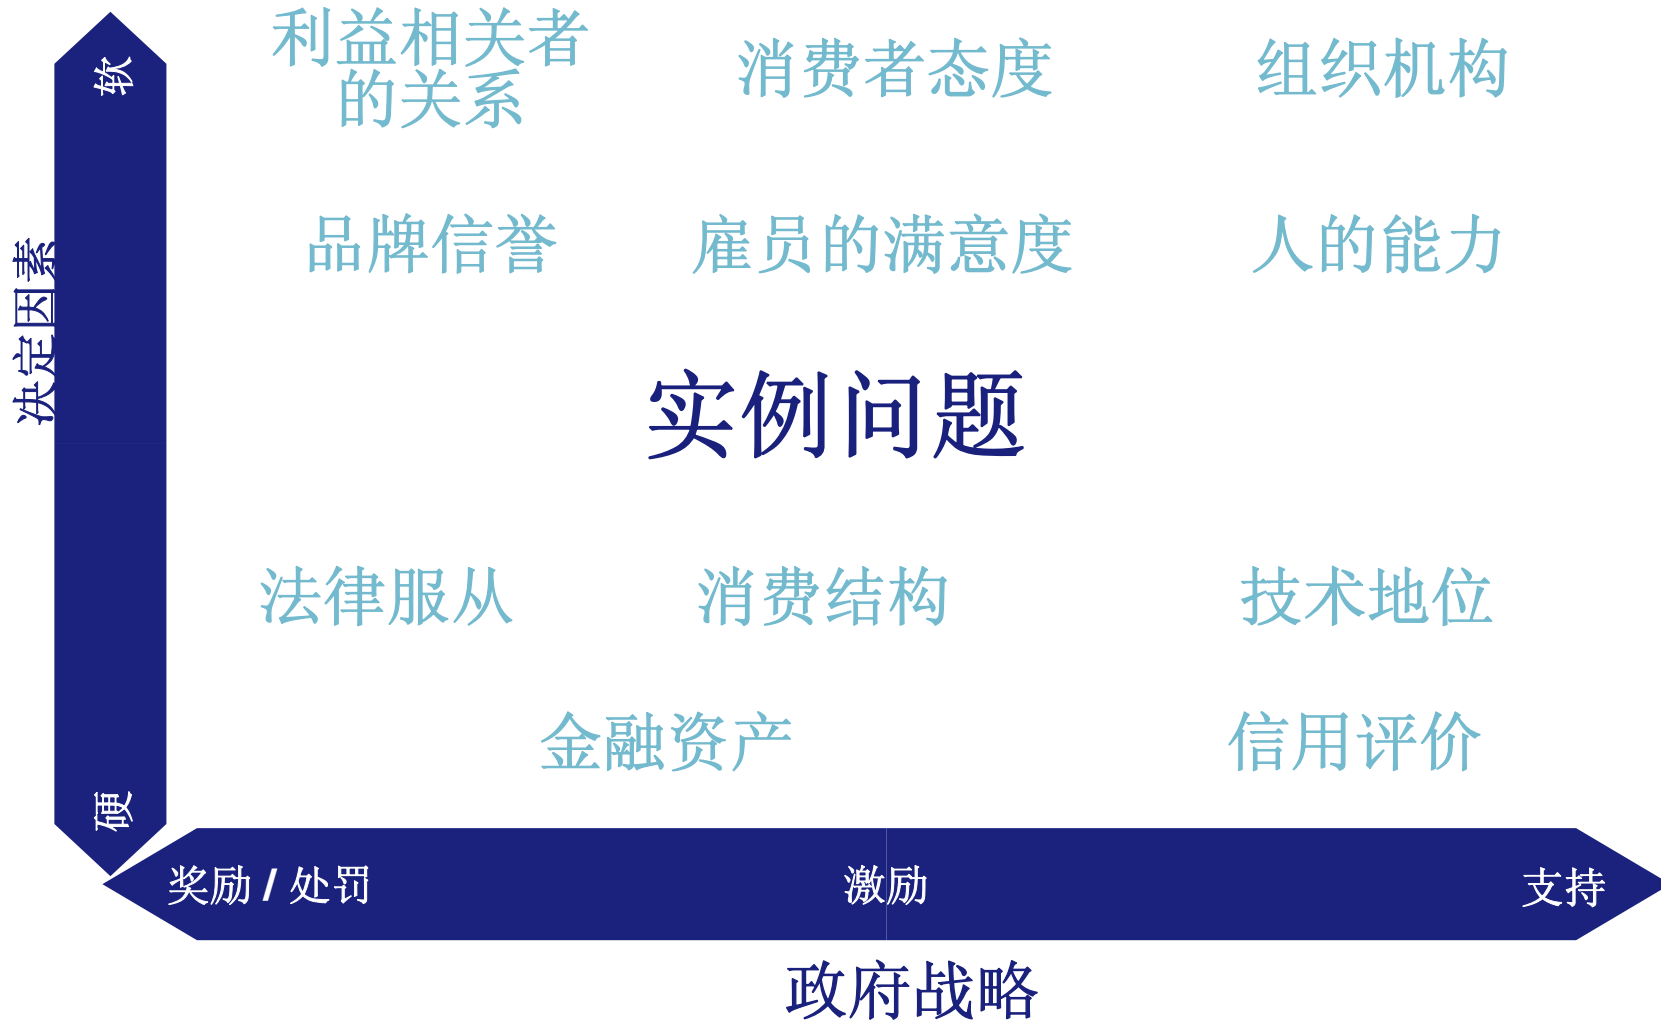 软
利益相关者
的关系
消费者态度
组织机构
品牌信誉
雇员的满意度
人的能力
决定因素
实例问题
法律服从
消费结构
技术地位
金融资产
信用评价
硬
奖励 / 处罚
激励
支持
政府战略